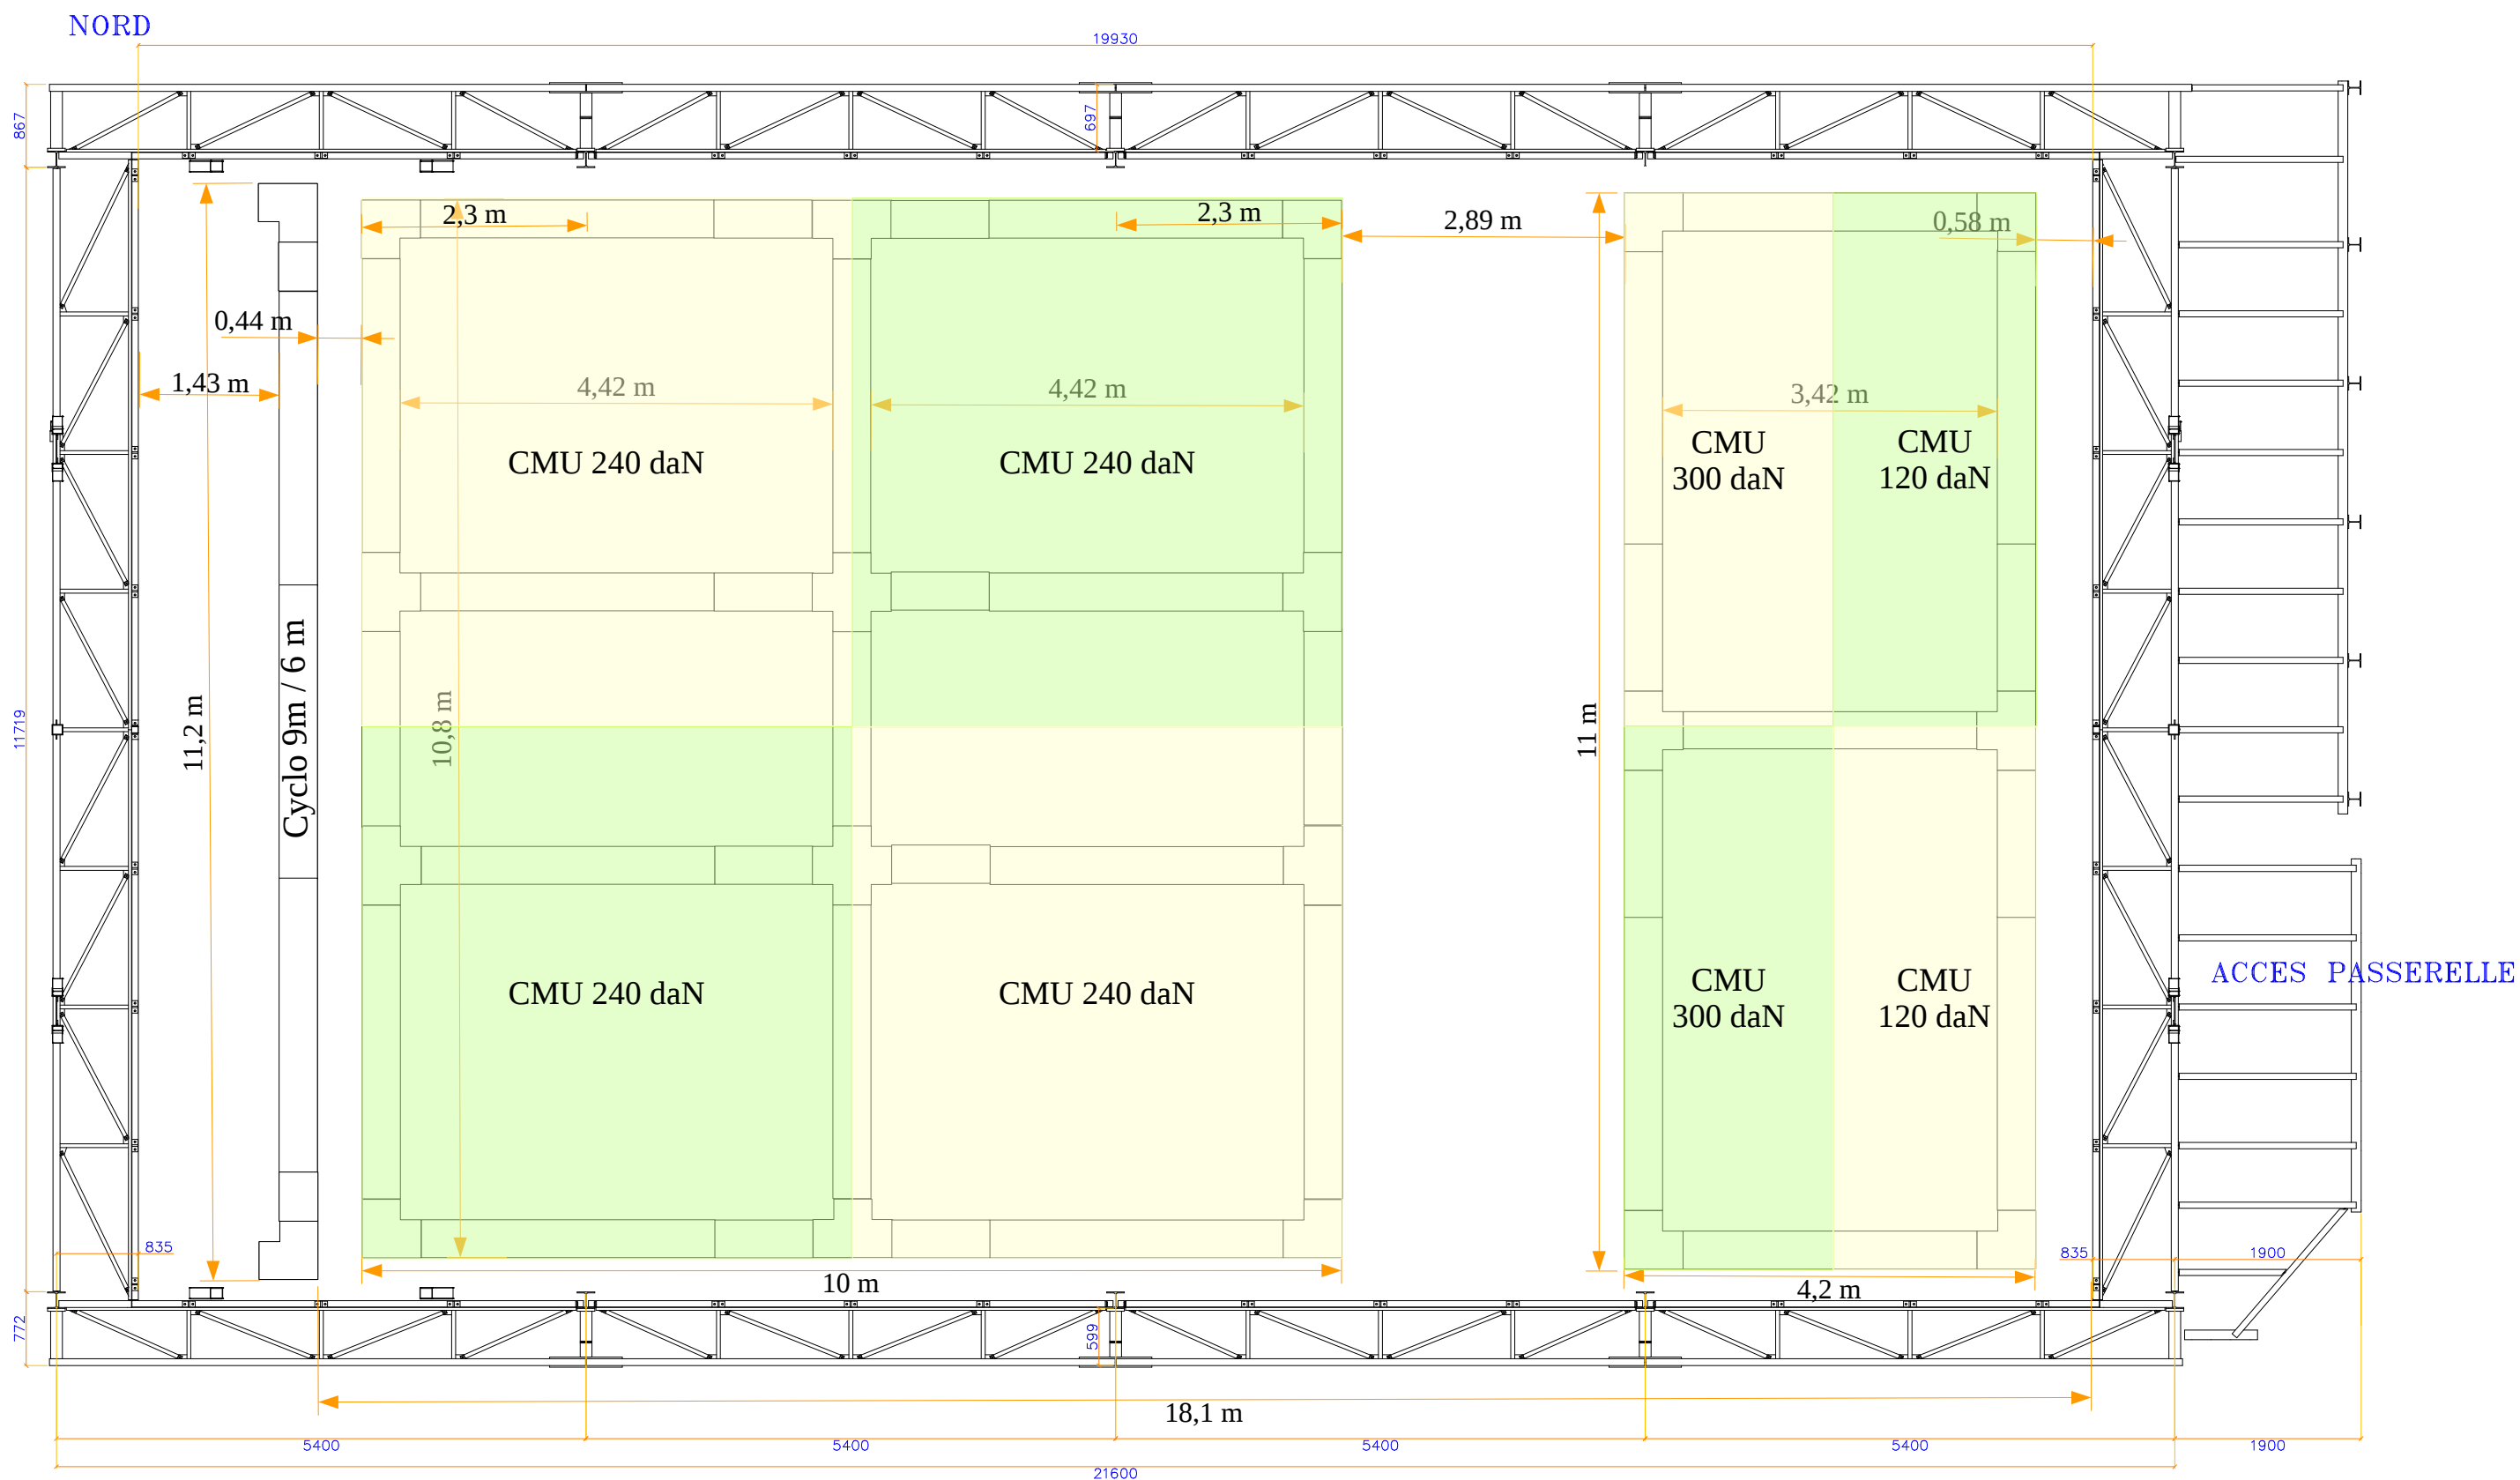 NORD
19930
867
697
2,3 m
2,3 m
2,89 m
0,58 m
0,44 m
1,43 m
4,42 m
4,42 m
3,42 m
CMU 240 daN
CMU 240 daN
CMU
300 daN
CMU
120 daN
11719
11,2 m
Cyclo 9m / 6 m
10,8 m
11 m
CMU 240 daN
CMU 240 daN
CMU
300 daN
CMU
120 daN
ACCES PASSERELLE
835
835
1900
10 m
4,2 m
772
599
18,1 m
5400
5400
5400
5400
1900
21600